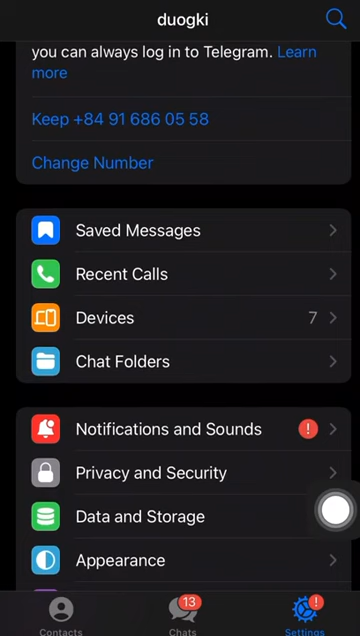 duogki
you can always log in to Telegram. Learn
more
Keep +84 91 686 05 58
Change Number
Saved Messages
Recent Calls
Devices 7
Chat Folders
Notifications and Sounds !
Privacy and Security
Data and Storage
Appearance
13 !
Contacts Chats Settings